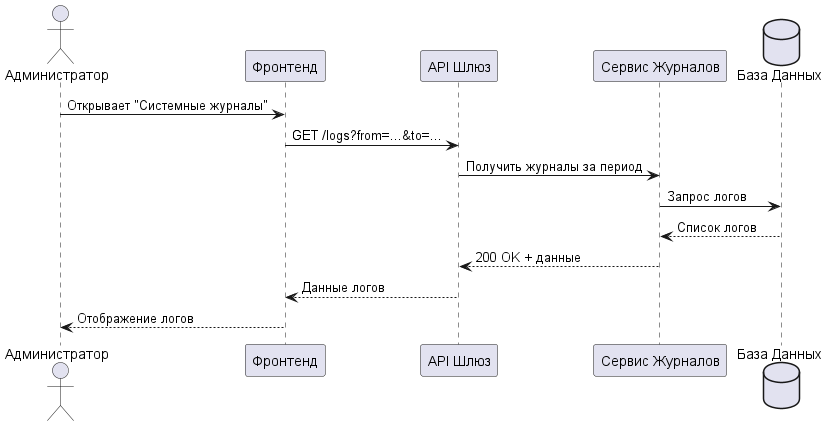 Администратор
Фронтенд
API Шлюз
Сервис Журналов
База Данных
Открывает "Системные журналы"
GET /logs?from=...&to=...
Получить журналы за период
Запрос логов
Список логов
200 OK + данные
Данные логов
Отображение логов
Администратор
Фронтенд
API Шлюз
Сервис Журналов
База Данных